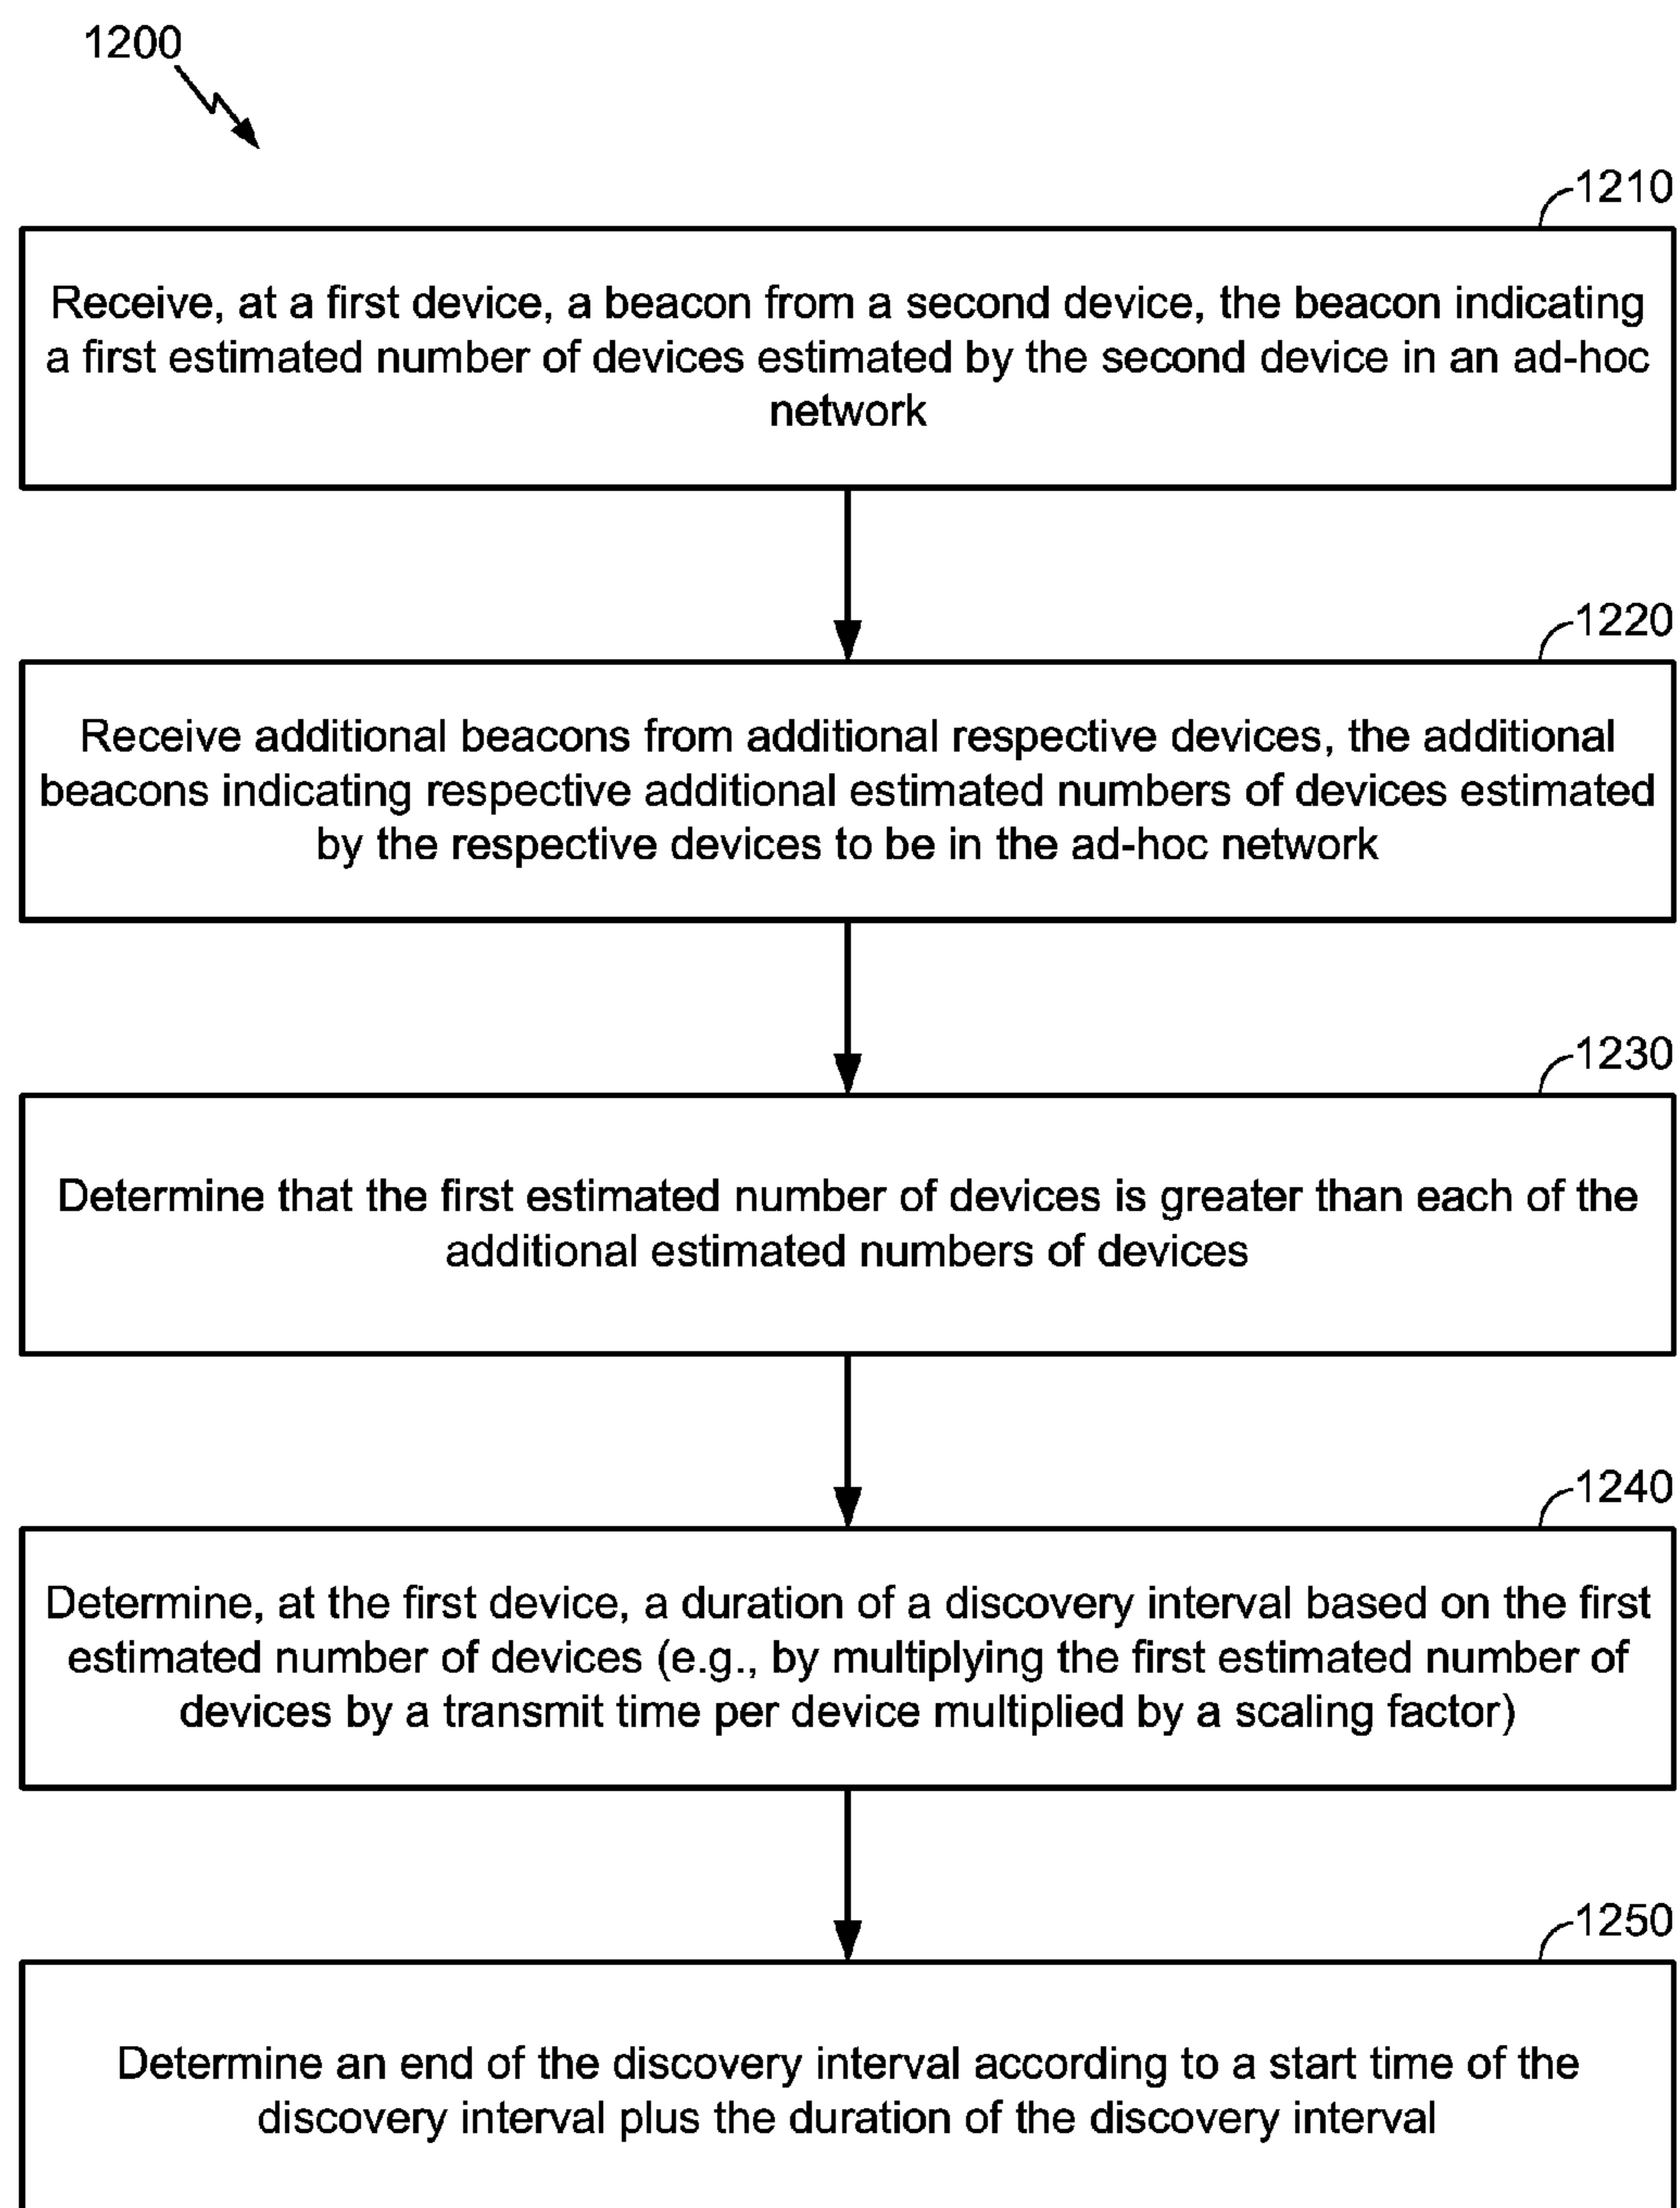 1200
1210
Receive, at a first device, a beacon from a second device, the beacon indicating
a first estimated number of devices estimated by the second device in an ad-hoc
network
1220
Receive additional beacons from additional respective devices, the additional
beacons indicating respective additional estimated numbers of devices estimated
by the respective devices to be in the ad-hoc network
1230
Determine that the first estimated number of devices is greater than each of the
additional estimated numbers of devices
1240
Determine, at the first device, a duration of a discovery interval based on the first
estimated number of devices (e.g., by multiplying the first estimated number of
devices by a transmit time per device multiplied by a scaling factor)
1250
Determine an end of the discovery interval according to a start time of the
discovery interval plus the duration of the discovery interval